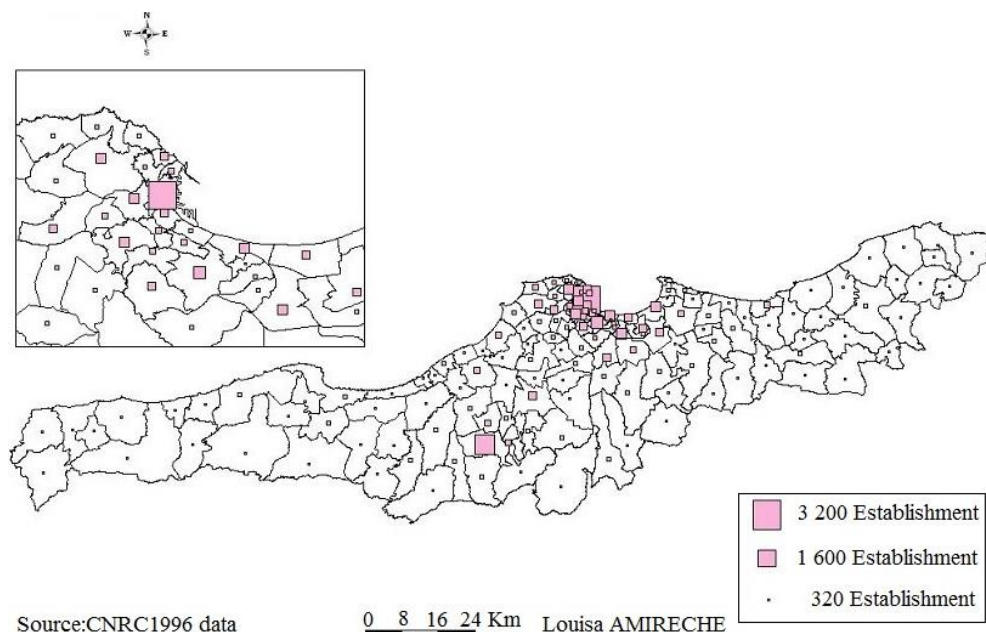 N
W E
S
3 200 Establishment
1 600 Establishment
320 Establishment
Source:CNRC1996 data 0 8 16 24 Km Louisa AMIRECHE